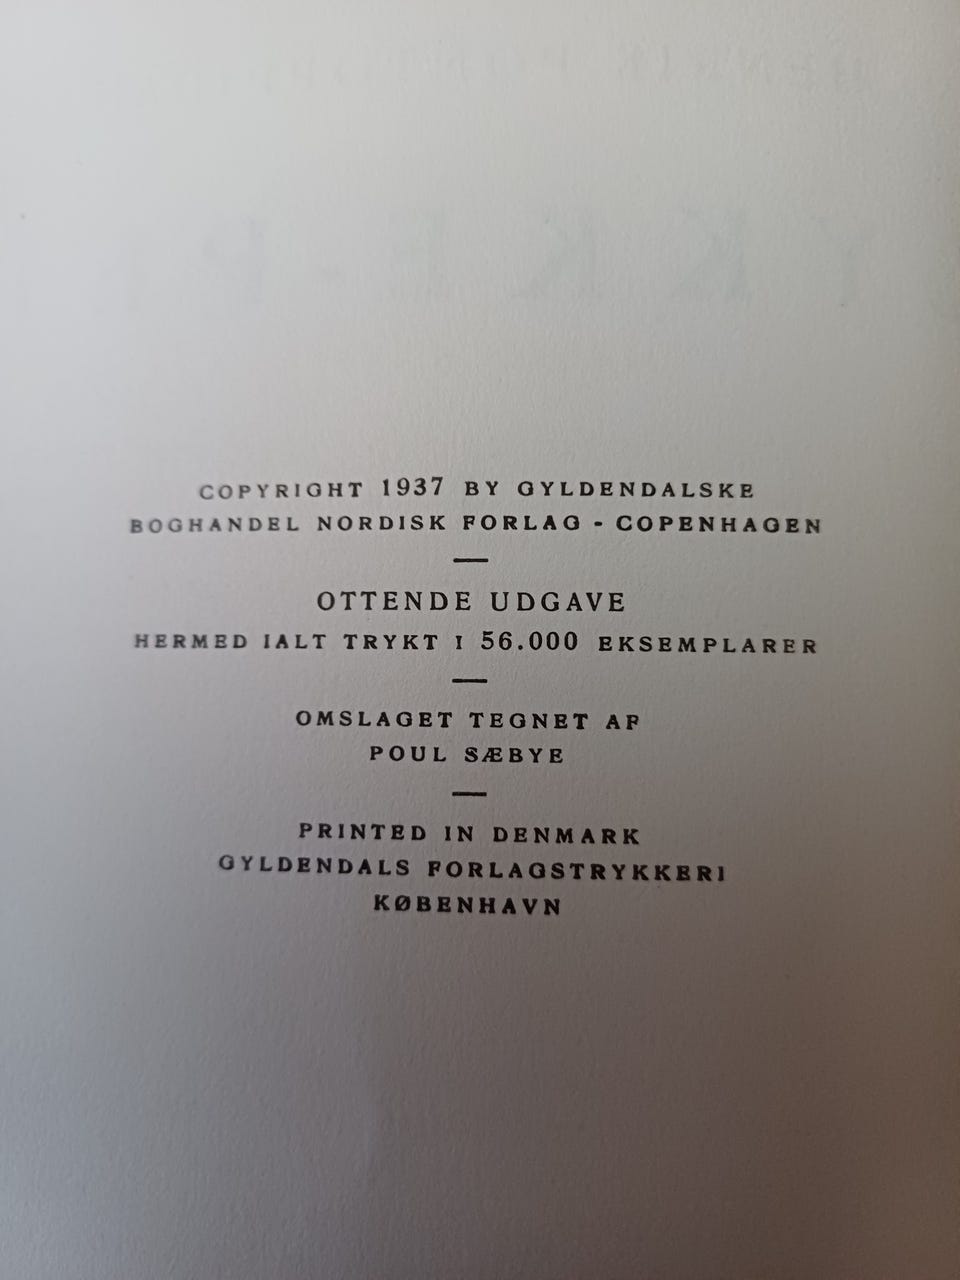 COPYRIGHT 1937 BY GYLDENDALSKE
BOGHANDEL NORDISK FORLAG - COPENHAGEN
OTTENDE UDGAVE
HERMED IALT TRYKT I 56.000 EKSEMPLARER
OMSLAGET TEGNET AF
POUL SÆBYE
PRINTED IN DENMARK
GYLDENDALS FORLAGSTRYKKERI
KØBENHAVN